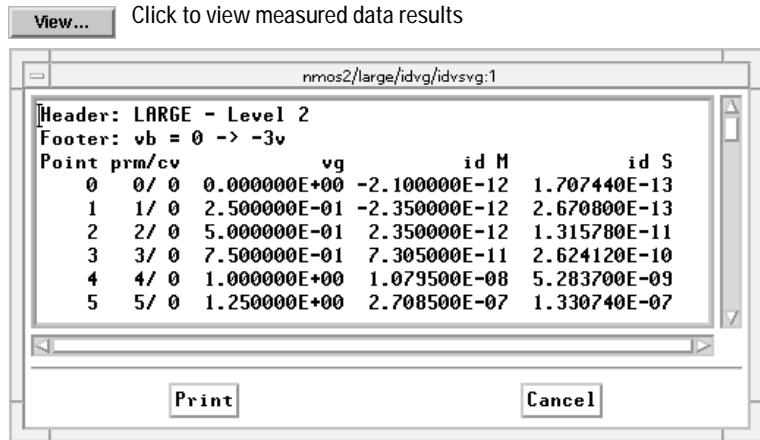 View... Click to view measured data results
nmos2/large/idvg/idvsvg:1
Header: LARGE - Level 2
Footer: vb = 0 -> -3v
Point prm/cv vg id M id S
0 0/ 0 0.000000E+00 -2.100000E-12 1.707440E-13
1 1/ 0 2.500000E-01 -2.350000E-12 2.670800E-13
2 2/ 0 5.000000E-01 2.350000E-12 1.315780E-11
3 3/ 0 7.500000E-01 7.305000E-11 2.624120E-10
4 4/ 0 1.000000E+00 1.079500E-08 5.283700E-09
5 5/ 0 1.250000E+00 2.708500E-07 1.330740E-07
Print Cancel